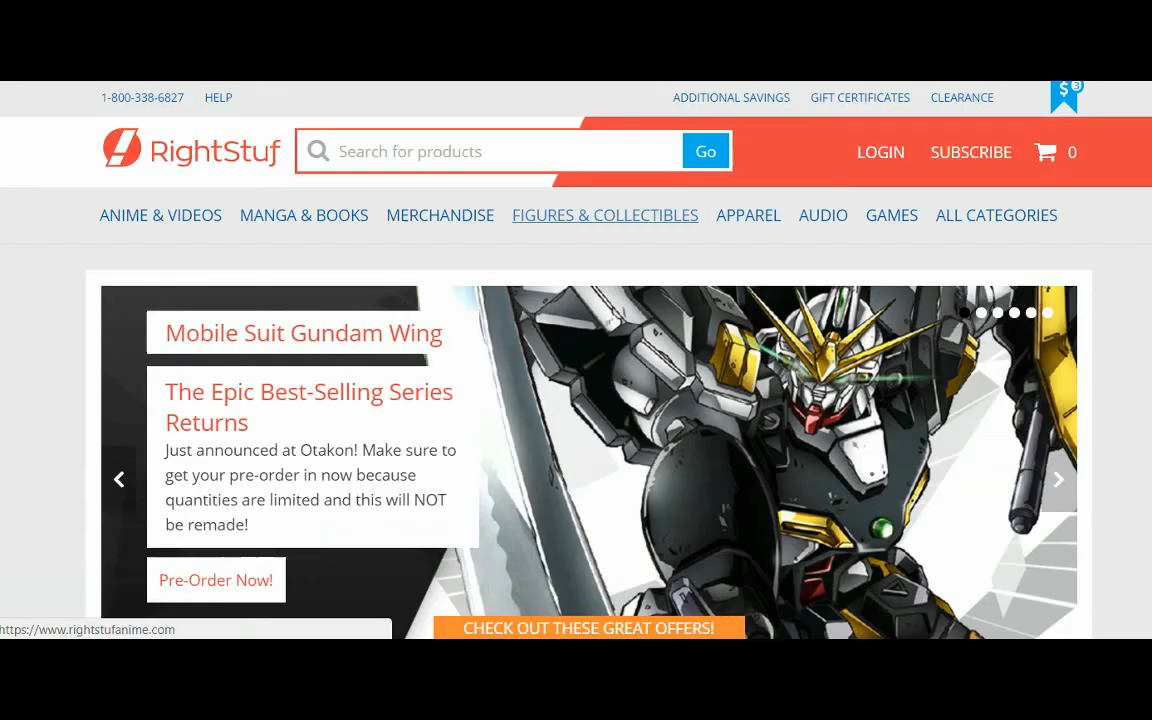 1-800-338-6827 HELP ADDITIONAL SAVINGS GIFT CERTIFICATES CLEARANCE $ 3
RightStuf Search for products Go LOGIN SUBSCRIBE 0
ANIME & VIDEOS MANGA & BOOKS MERCHANDISE FIGURES & COLLECTIBLES APPAREL AUDIO GAMES ALL CATEGORIES
Mobile Suit Gundam Wing
The Epic Best-Selling Series
Returns
Just announced at Otakon! Make sure to
get your pre-order in now because
quantities are limited and this will NOT
be remade!
Pre-Order Now!
https://www.rightstufanime.com
CHECK OUT THESE GREAT OFFERS!